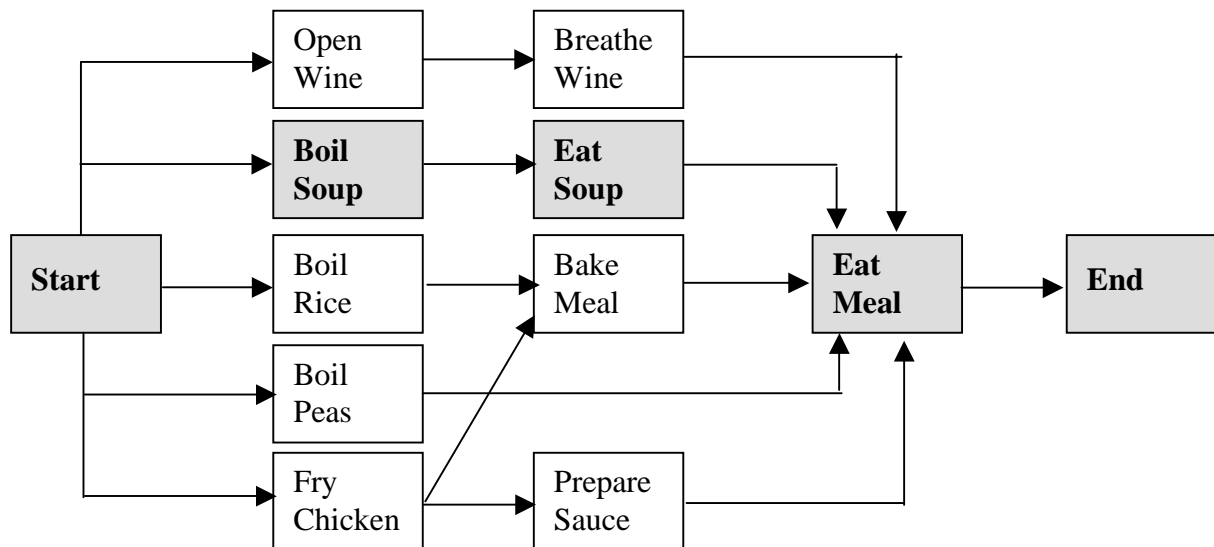 Open
Wine
Breathe
Wine
Boil
Soup
Eat
Soup
Start
Boil
Rice
Bake
Meal
Eat
Meal
End
Boil
Peas
Fry
Chicken
Prepare
Sauce